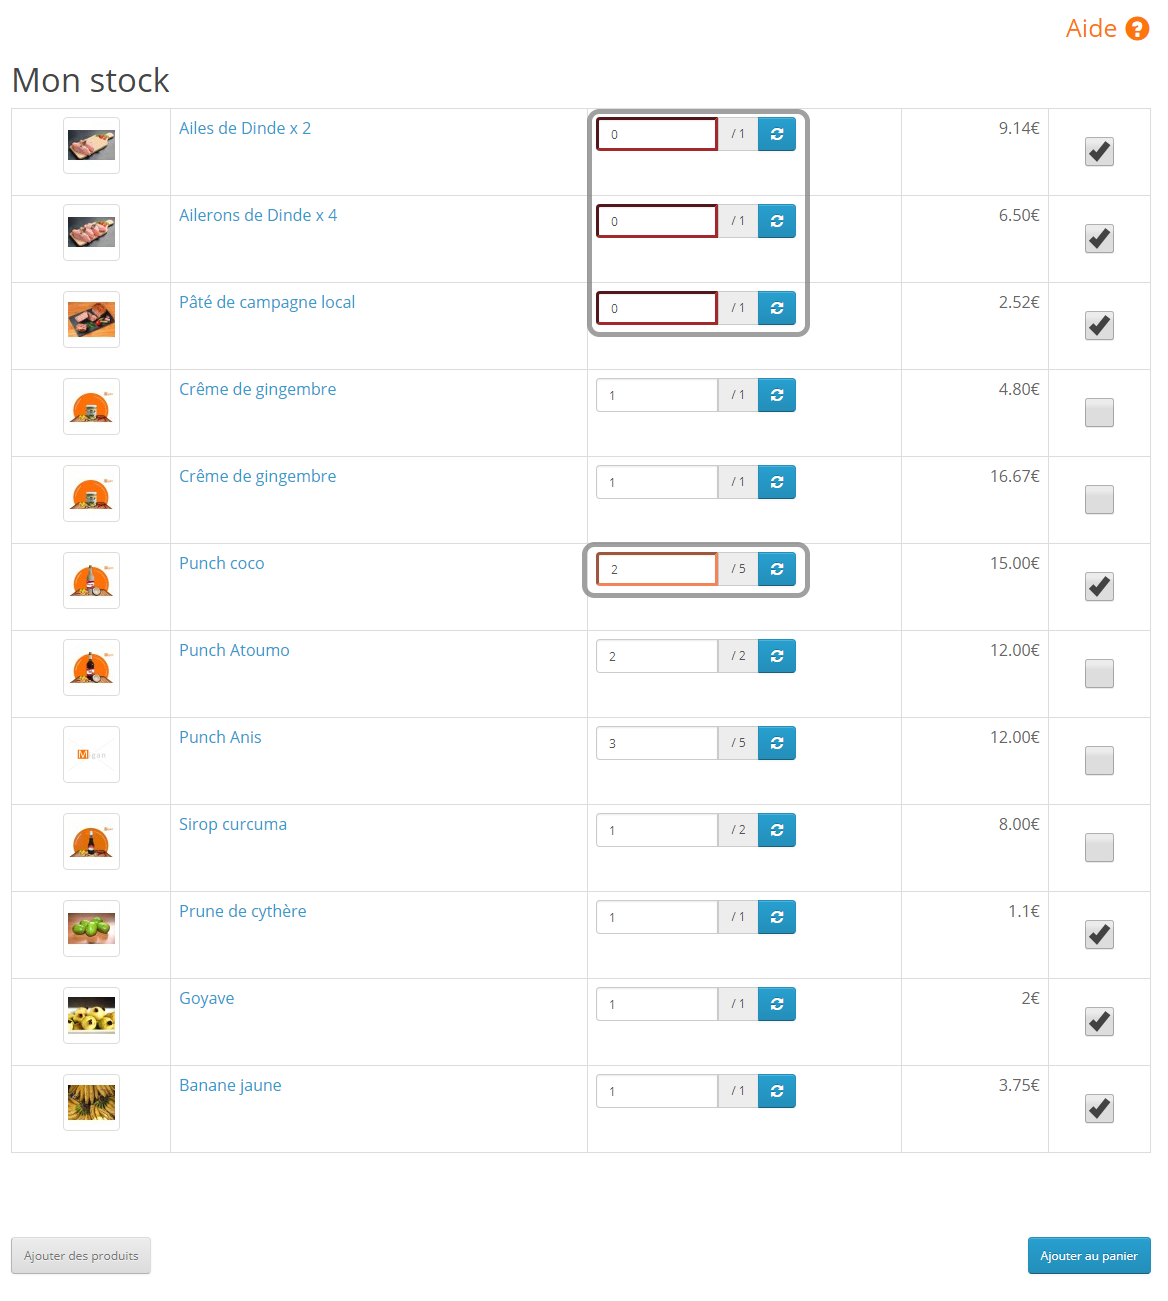 Aide ?
Mon stock
Ailes de Dinde x 2 0 / 1 9.14€
Ailerons de Dinde x 4 0 / 1 6.50€
Pâté de campagne local 0 / 1 2.52€
Crême de gingembre 1 / 1 4.80€
Crême de gingembre 1 / 1 16.67€
Punch coco 2 / 5 15.00€
Punch Atoumo 2 / 2 12.00€
Migan Punch Anis 3 / 5 12.00€
Sirop curcuma 1 / 2 8.00€
Prune de cythère 1 / 1 1.1€
Goyave 1 / 1 2€
Banane jaune 1 / 1 3.75€
Ajouter des produits Ajouter au panier